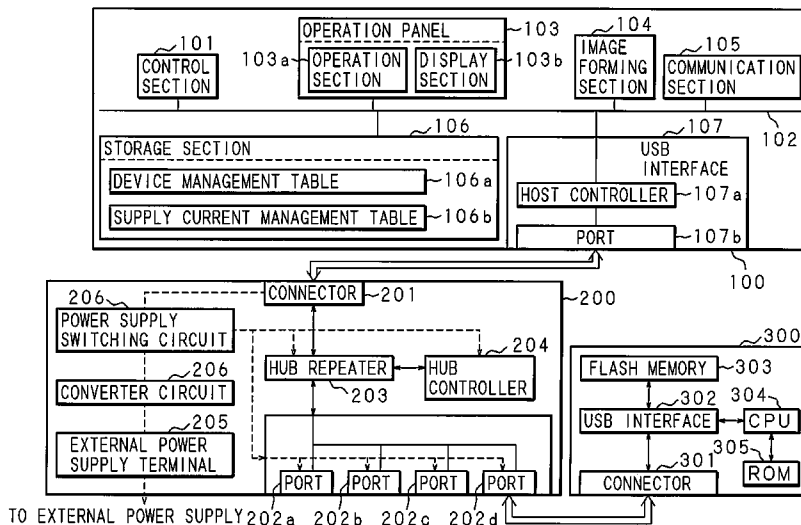 101
CONTROL
SECTION
OPERATION PANEL
103
103a
OPERATION
SECTION
DISPLAY
SECTION
103b
104
IMAGE
FORMING
SECTION
105
COMMUNICATION
SECTION
102
106
STORAGE SECTION
DEVICE MANAGEMENT TABLE
106a
SUPPLY CURRENT MANAGEMENT TABLE
106b
107
USB
INTERFACE
HOST CONTROLLER
107a
PORT
107b
100
CONNECTOR
201
200
206
POWER SUPPLY
SWITCHING CIRCUIT
206
CONVERTER CIRCUIT
205
EXTERNAL POWER
SUPPLY TERMINAL
HUB REPEATER
203
204
HUB
CONTROLLER
PORT
PORT
PORT
PORT
TO EXTERNAL POWER SUPPLY
202a
202b
202c
202d
300
FLASH MEMORY
303
302
USB INTERFACE
304
CPU
305
ROM
301
CONNECTOR